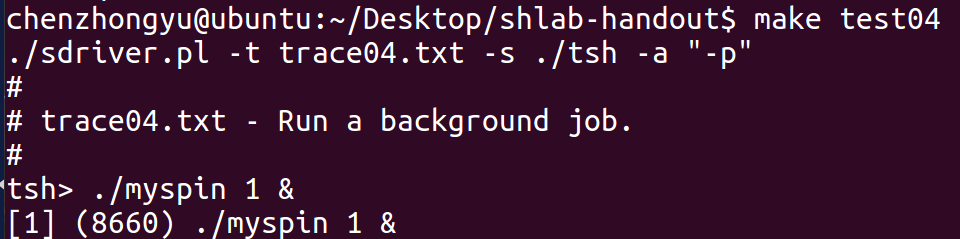 chenzhongyu@ubuntu:~/Desktop/shlab-handout$ make test04
./sdriver.pl -t trace04.txt -s ./tsh -a "-p"
#
# trace04.txt - Run a background job.
#
tsh> ./myspin 1 &
[1] (8660) ./myspin 1 &